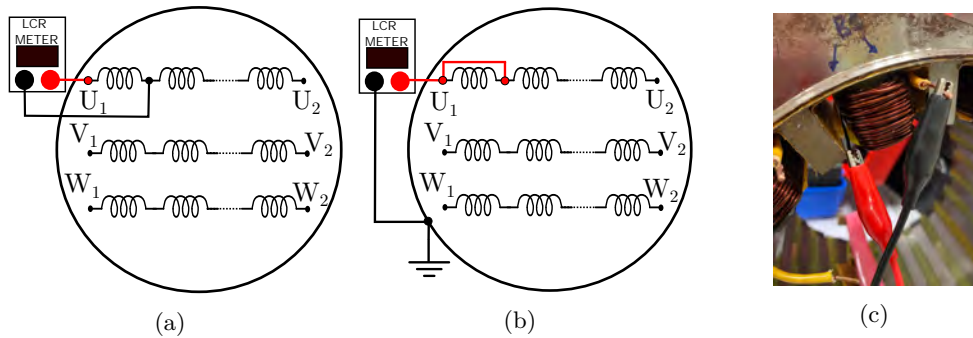 LCR
METER
U₁
U₂
V₁
V₂
W₁
W₂
(a)
LCR
METER
U₁
U₂
V₁
V₂
W₁
W₂
(b)
(c)